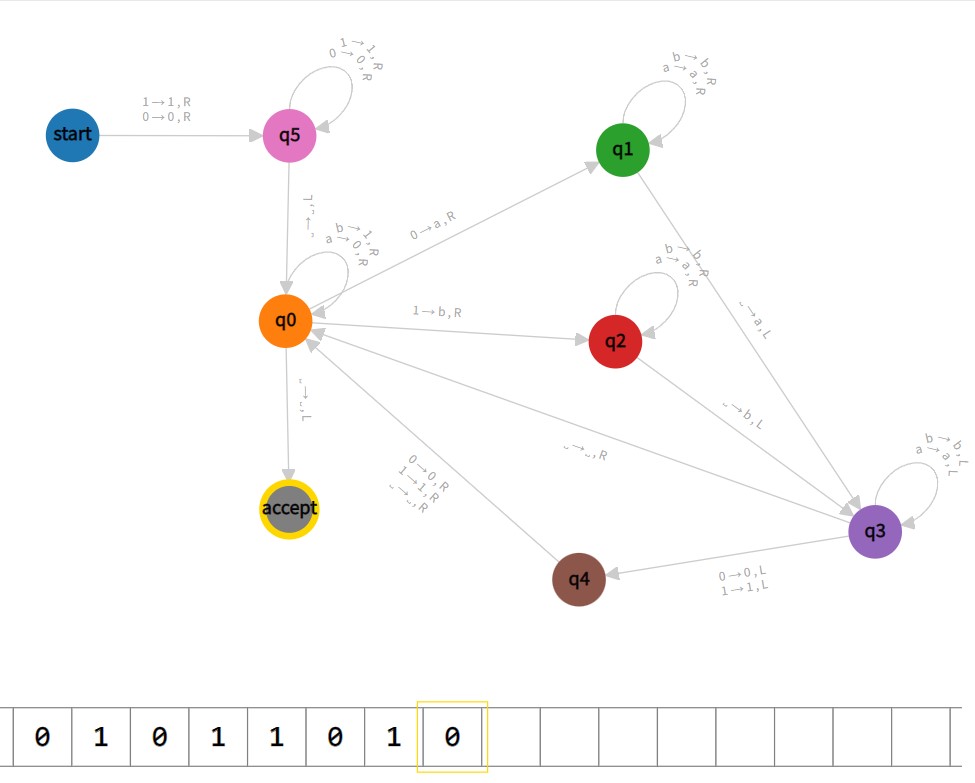 1→1,R
0→0,R
b→b,R
a→a,R
1→1,R
0→0,R
start
q5
q1
␣→␣,L
b→1,R
a→0,R
0→a,R
b→b,R
a→a,R
q0
1→b,R
q2
␣→a,L
␣→␣,L
␣→b,L
␣→␣,R
b→b,L
a→a,L
0→0,R
1→1,R
␣→␣,R
accept
q3
q4
0→0,L
1→1,L
0 1 0 1 1 0 1 0